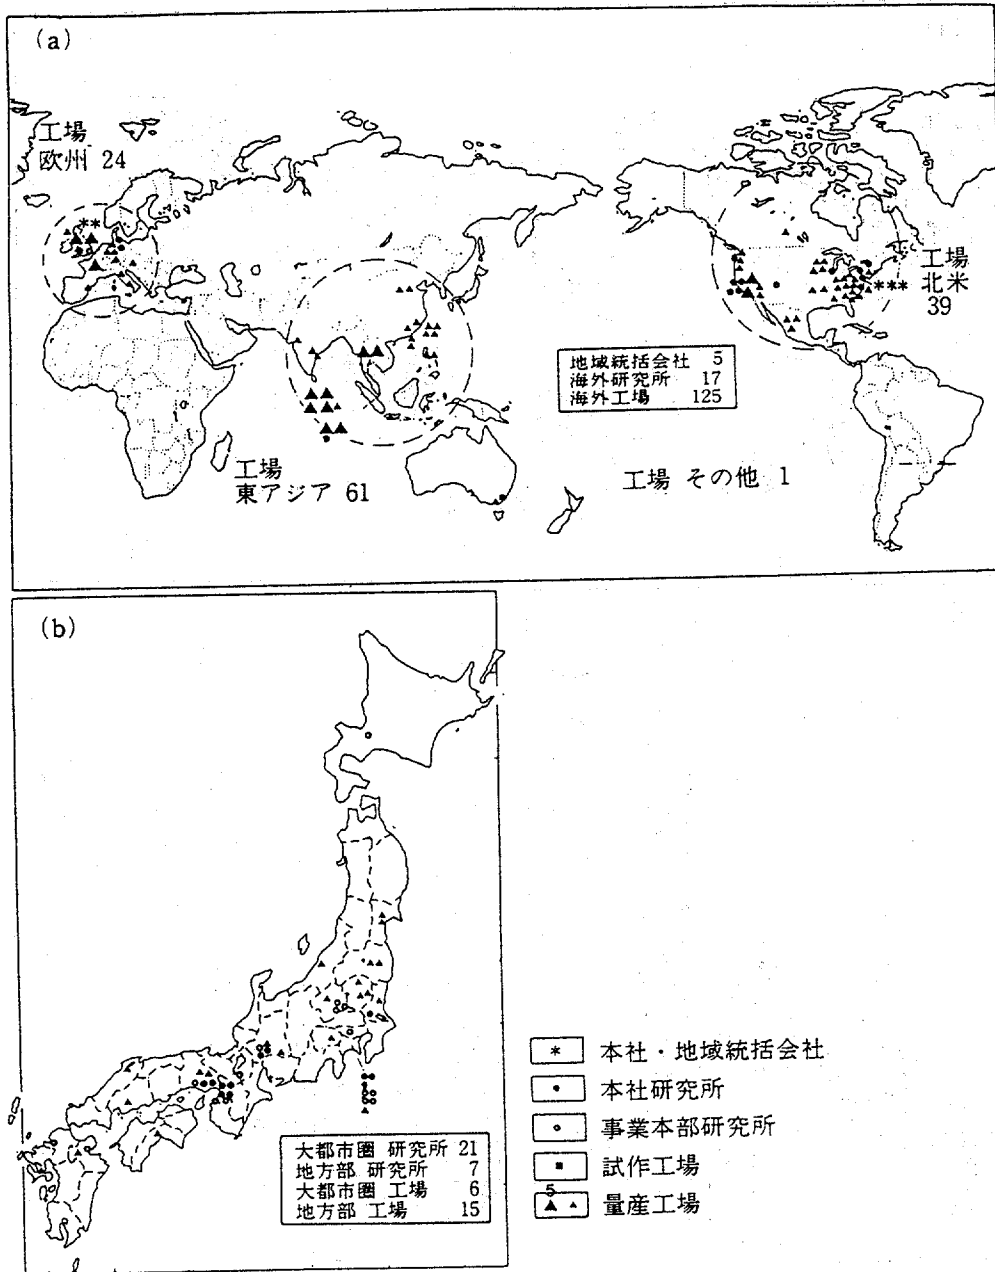 (a)
工場
欧州 24
工場
北米
39
地域統括会社 5
海外研究所 17
海外工場 125
工場
東アジア 61
工場 その他 1
(b)
大都市圏 研究所 21
地方部 研究所 7
大都市圏 工場 6
地方部 工場 15
* 本社・地域統括会社
• 本社研究所
○ 事業本部研究所
■ 試作工場
5
▲ ▲ 量産工場